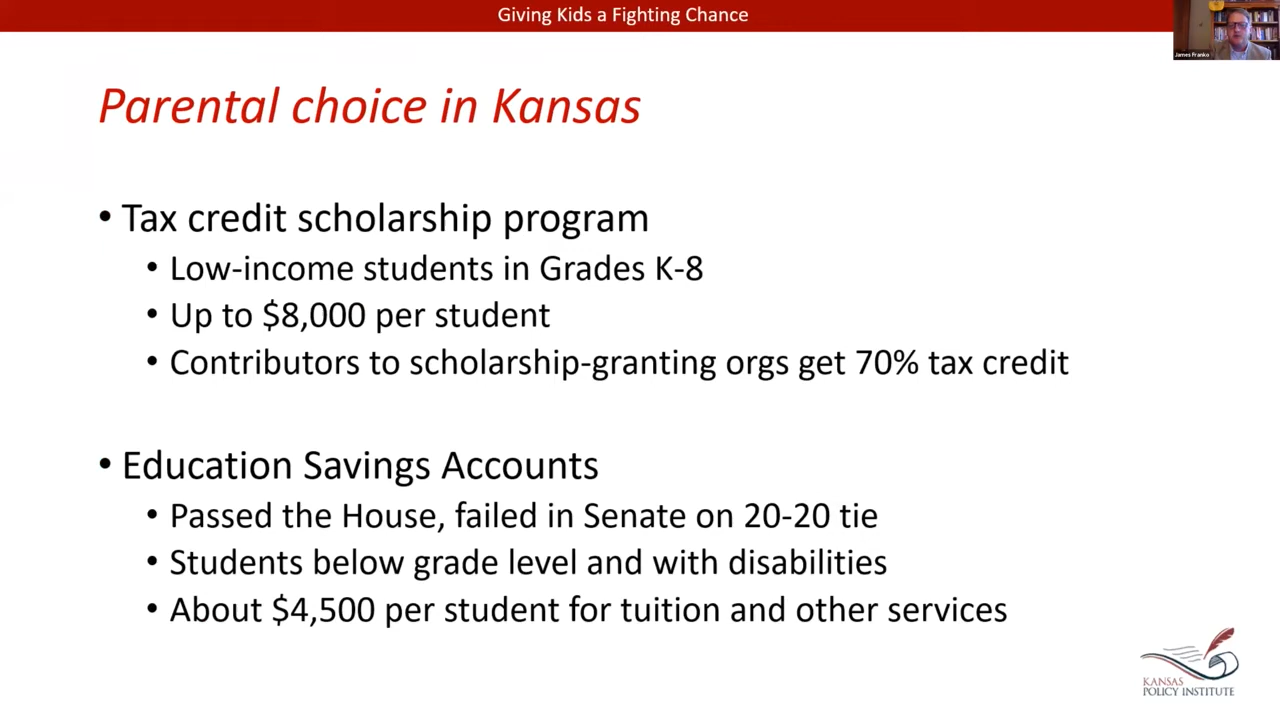 Giving Kids a Fighting Chance
James Franko
Parental choice in Kansas
• Tax credit scholarship program
• Low-income students in Grades K-8
• Up to $8,000 per student
• Contributors to scholarship-granting orgs get 70% tax credit
• Education Savings Accounts
• Passed the House, failed in Senate on 20-20 tie
• Students below grade level and with disabilities
• About $4,500 per student for tuition and other services
KANSAS
POLICY INSTITUTE